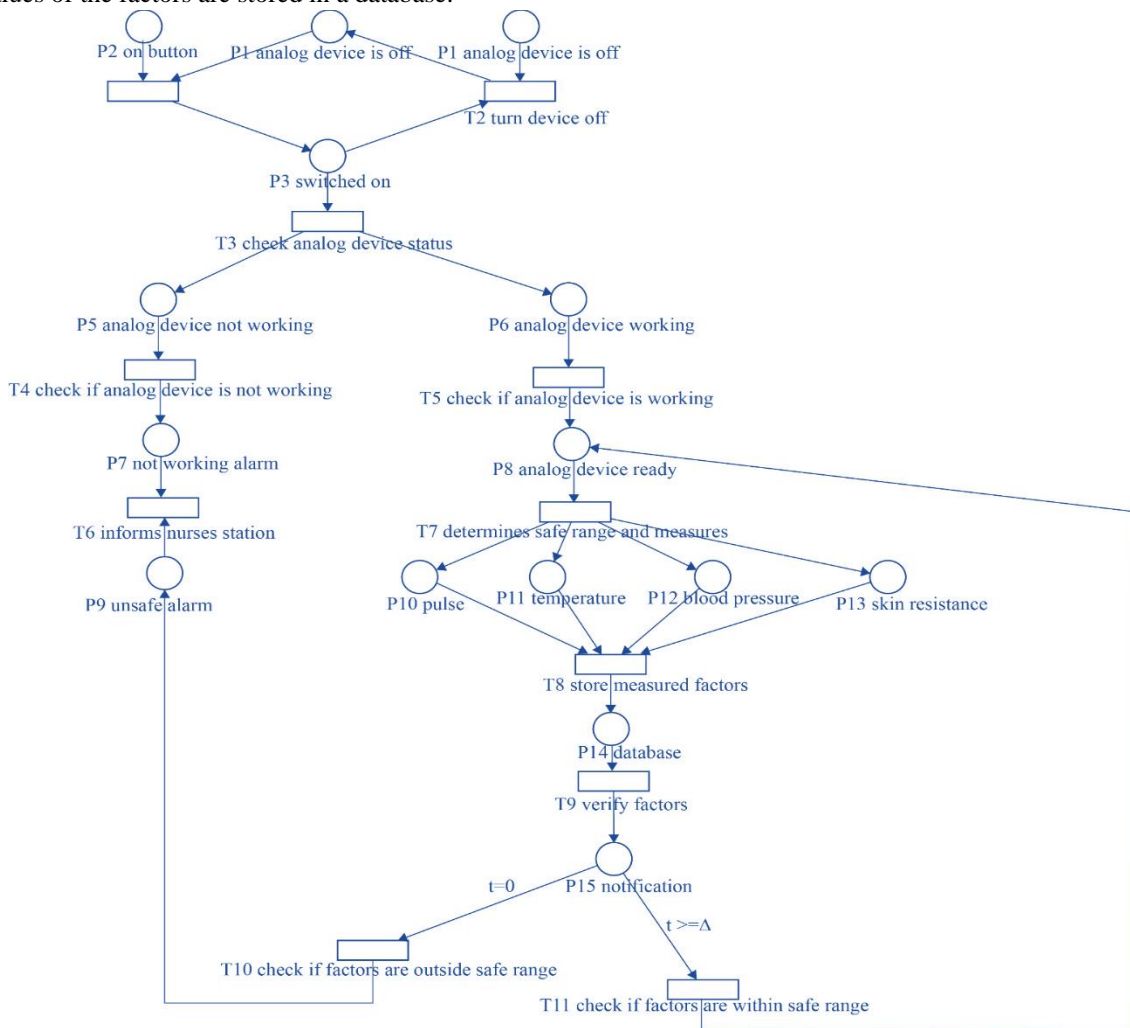 P2 on button
P1 analog device is off
P1 analog device is off
T2 turn device off
P3 switched on
T3 check analog device status
P5 analog device not working
P6 analog device working
T4 check if analog device is not working
T5 check if analog device is working
P7 not working alarm
P8 analog device ready
T6 informs nurses station
T7 determines safe range and measures
P9 unsafe alarm
P10 pulse
P11 temperature
P12 blood pressure
P13 skin resistance
T8 store measured factors
P14 database
T9 verify factors
P15 notification
t=0
t >=Δ
T10 check if factors are outside safe range
T11 check if factors are within safe range